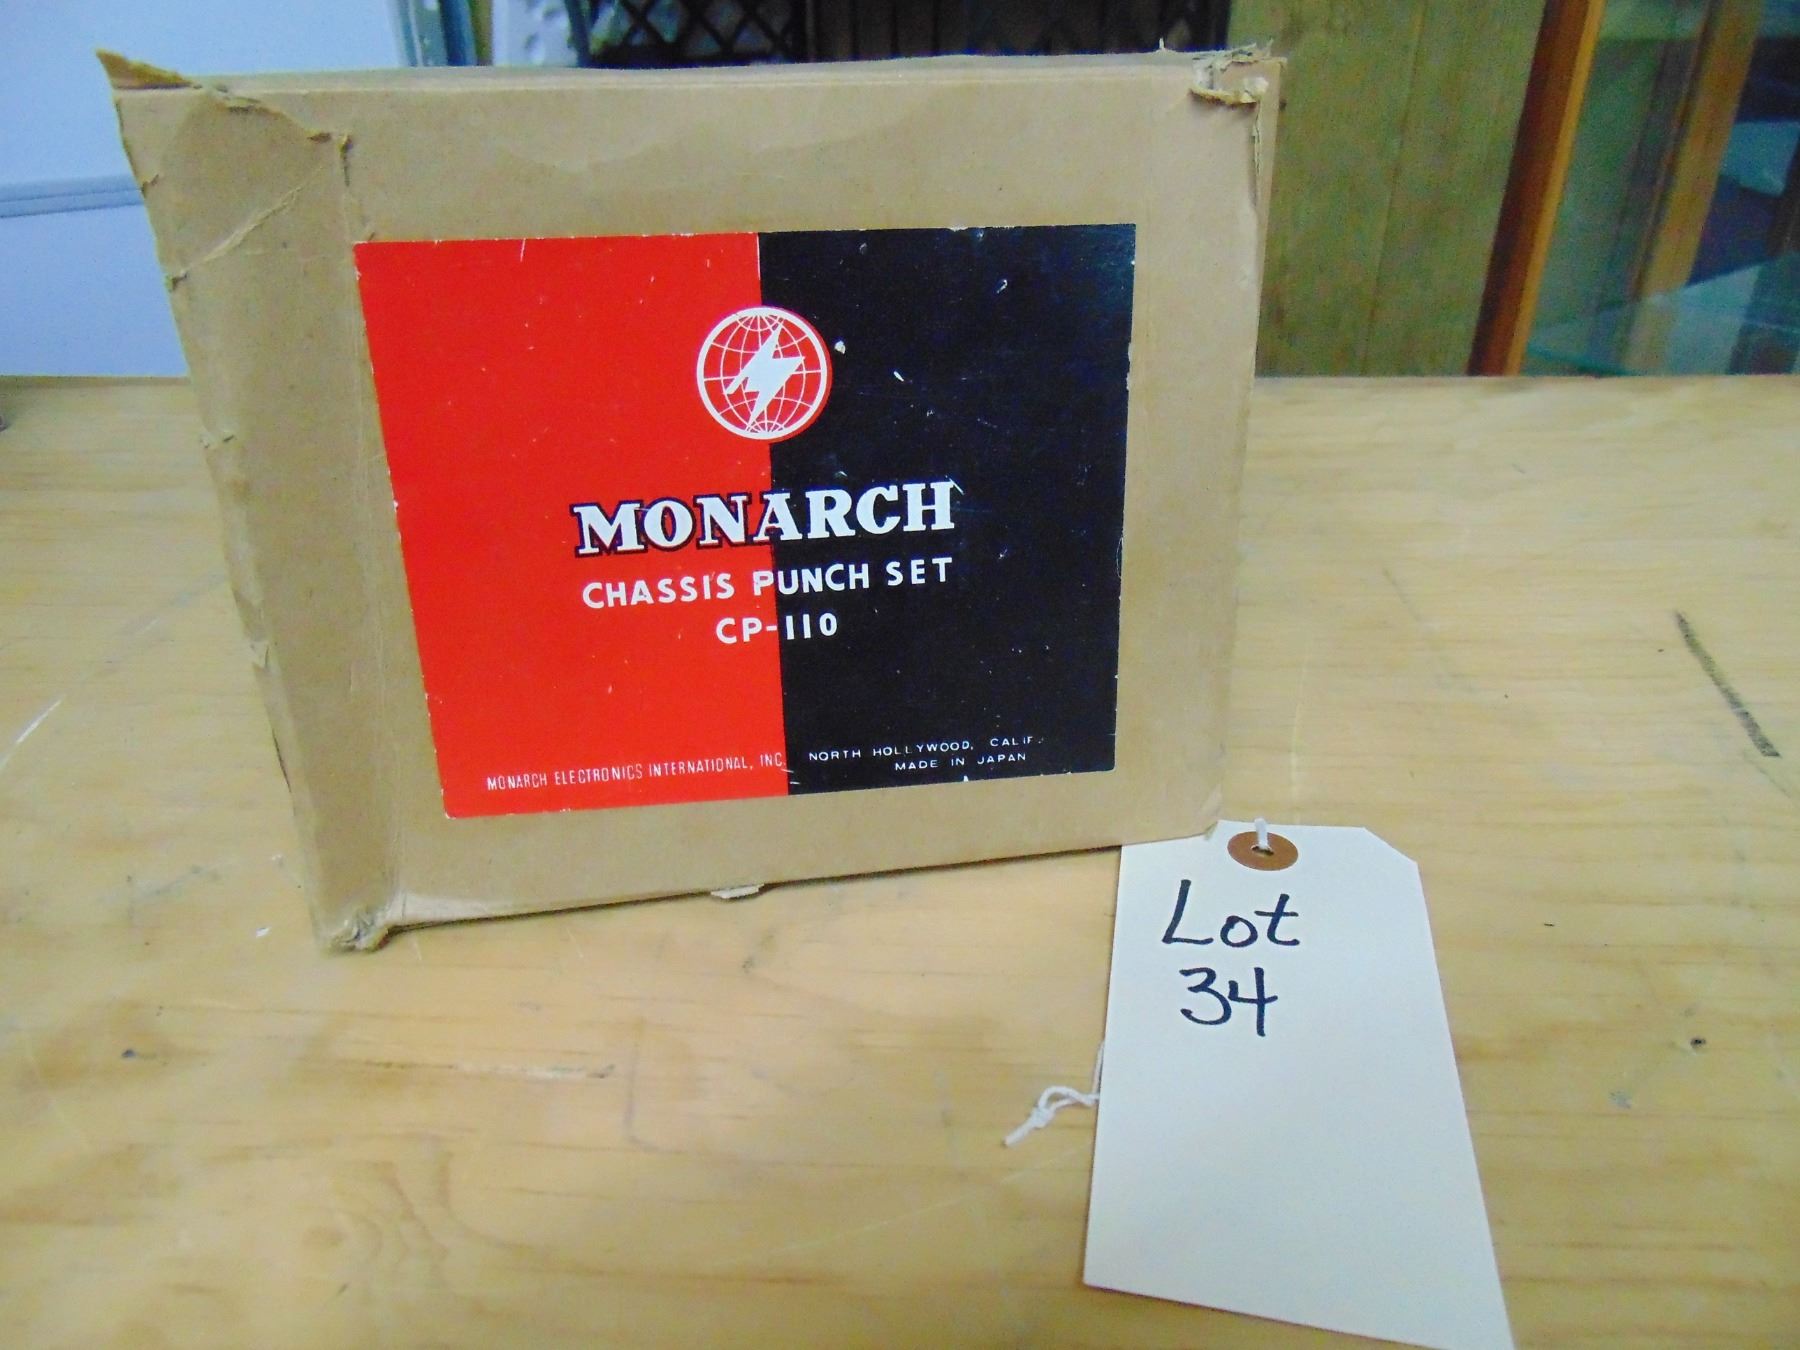 MONARCH
CHASSIS PUNCH SET
CP-110
MONARCH ELECTRONICS INTERNATIONAL, INC. NORTH HOLLYWOOD, CALIF.
MADE IN JAPAN
Lot
34